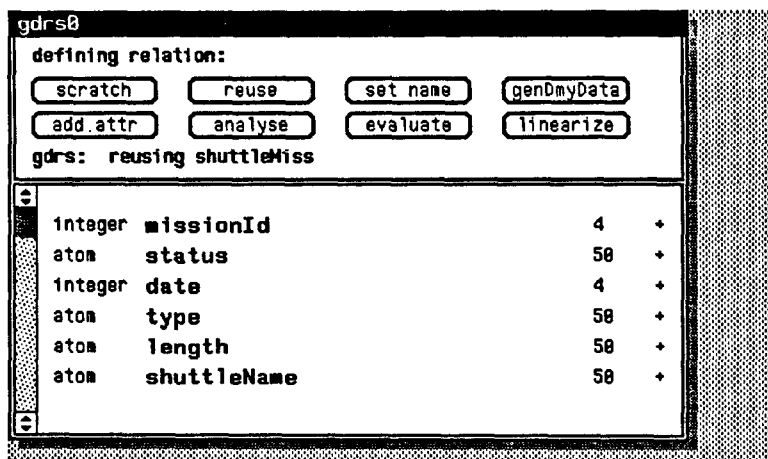 gdrs0
defining relation:
scratch reuse set name genDmyData
add.attr analyse evaluate linearize
gdrs: reusing shuttleMiss
integer missionId 4 +
atom status 50 +
integer date 4 +
atom type 50 +
atom length 50 +
atom shuttleName 50 +